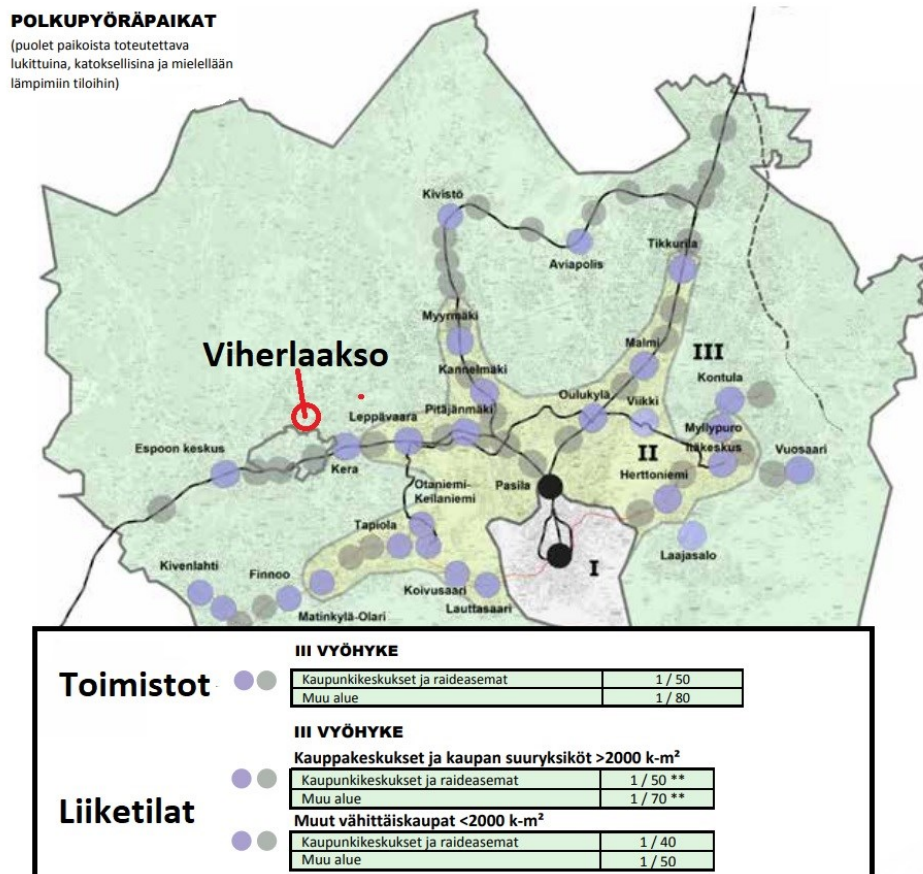 POLKUPYÖRÄPAIKAT
(puolet paikoista toteutettava
lukittuina, katoksellisina ja mielellään
lämpimiin tiloihin)
Kivistö
Aviapolis
Tikkurila
Myyrmäki
Malmi
III
Viherlaakso
Kannelmäki
Kontula
Oulukylä
Viikki
Leppävaara
Pitäjänmäki
Myllypuro
Itäkeskus
Espoon keskus
Kera
II
Vuosaari
Herttoniemi
Otaniemi-
Keilaniemi
Pasila
Tapiola
Laajasalo
Kivenlahti
Finnoo
I
Koivusaari
Lauttasaari
Matinkylä-Olari
III VYÖHYKE
Toimistot
Kaupunkikeskukset ja raideasemat 1 / 50
Muu alue 1 / 80
III VYÖHYKE
Kauppakeskukset ja kaupan suuryksiköt >2000 k-m²
Kaupunkikeskukset ja raideasemat 1 / 50 **
Muu alue 1 / 70 **
Liiketilat
Muut vähittäiskaupat <2000 k-m²
Kaupunkikeskukset ja raideasemat 1 / 40
Muu alue 1 / 50